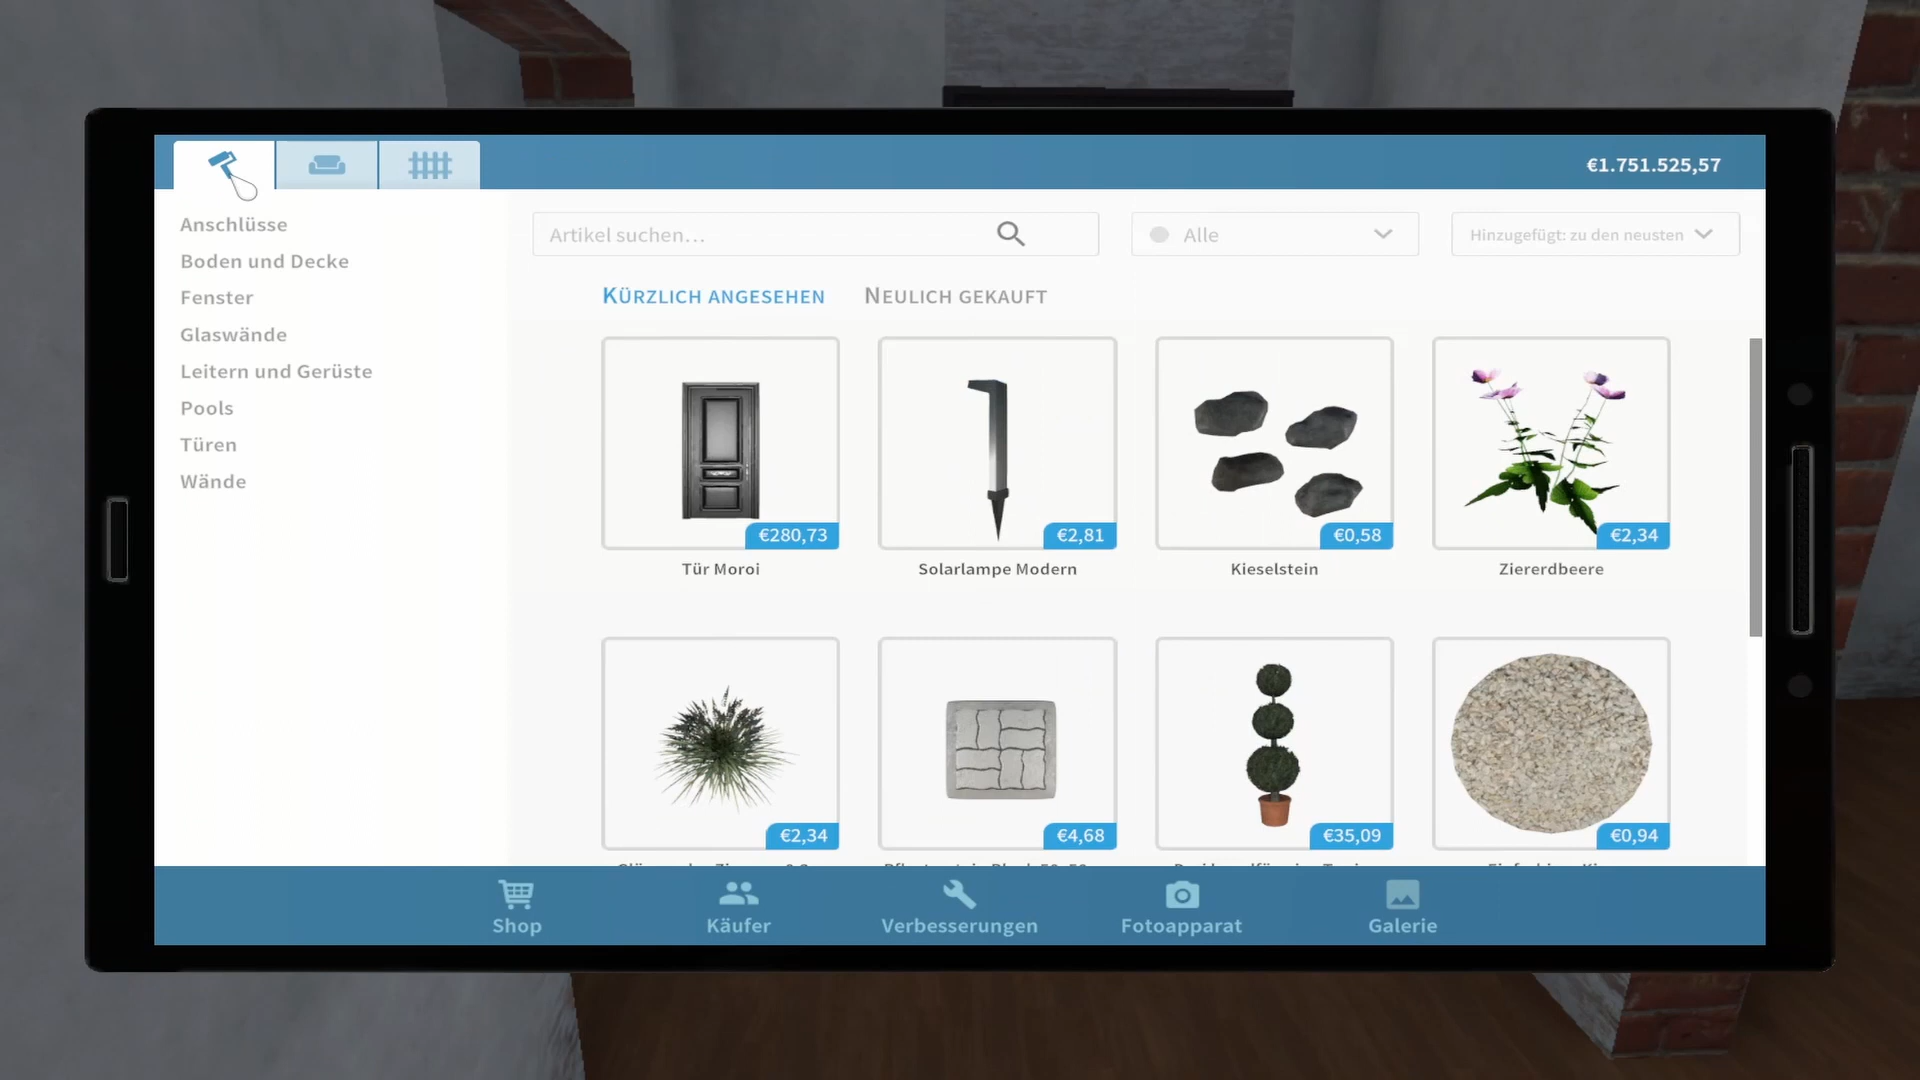 €1.751.525,57
Anschlüsse
Boden und Decke
Fenster
Glaswände
Leitern und Gerüste
Pools
Türen
Wände
Artikel suchen...
Alle
Hinzugefügt: zu den neusten
KÜRZLICH ANGESEHEN
NEULICH GEKAUFT
€280,73
€2,81
€0,58
€2,34
Tür Moroi
Solarlampe Modern
Kieselstein
Ziererdbeere
€2,34
€4,68
€35,09
€0,94
Shop
Käufer
Verbesserungen
Fotoapparat
Galerie